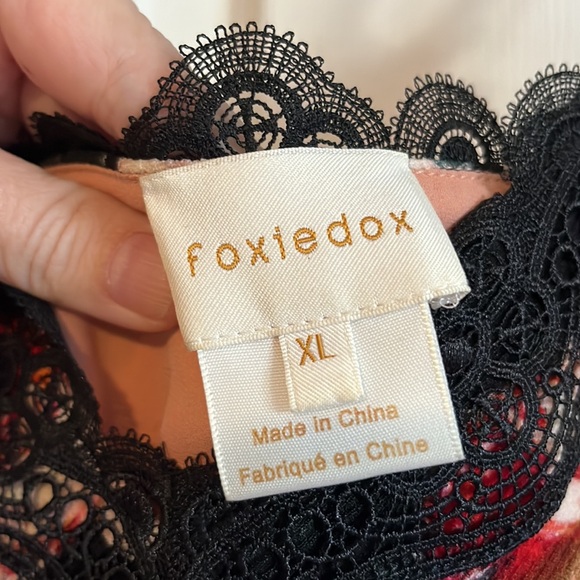 foxiedox
XL
Made in China
Fabriqué en Chine